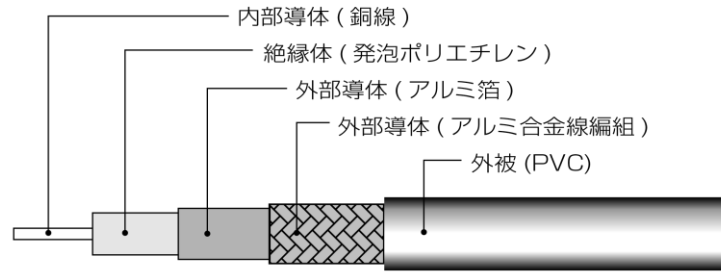 内部導体 ( 銅線 )
絶縁体 ( 発泡ポリエチレン )
外部導体 ( アルミ箔 )
外部導体 ( アルミ合金線編組 )
外被 (PVC)